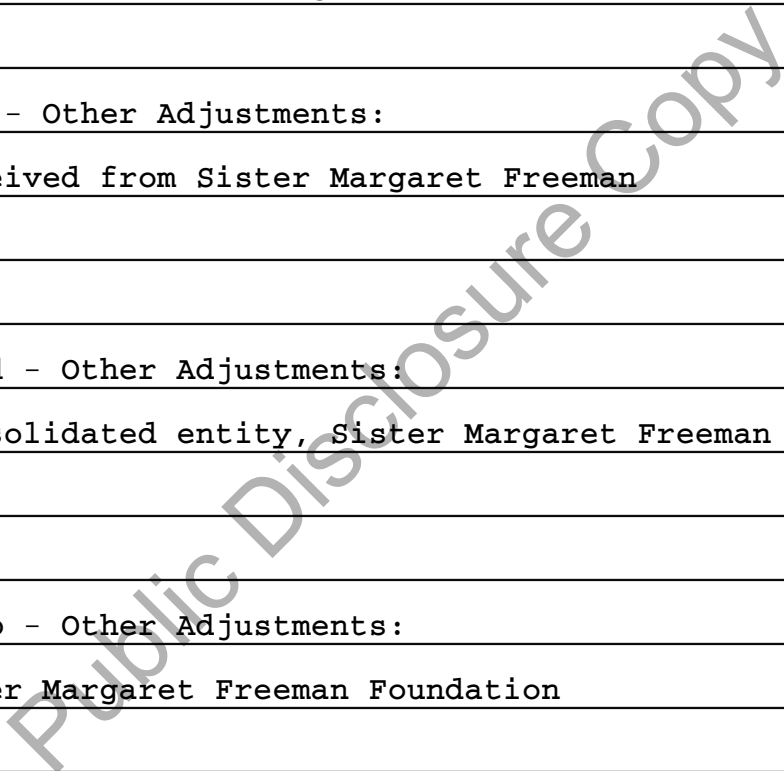 - Other Adjustments:
eived from Sister Margaret Freeman
- Other Adjustments:
solidated entity, Sister Margaret Freeman
- Other Adjustments:
er Margaret Freeman Foundation
Public Disclosure Copy